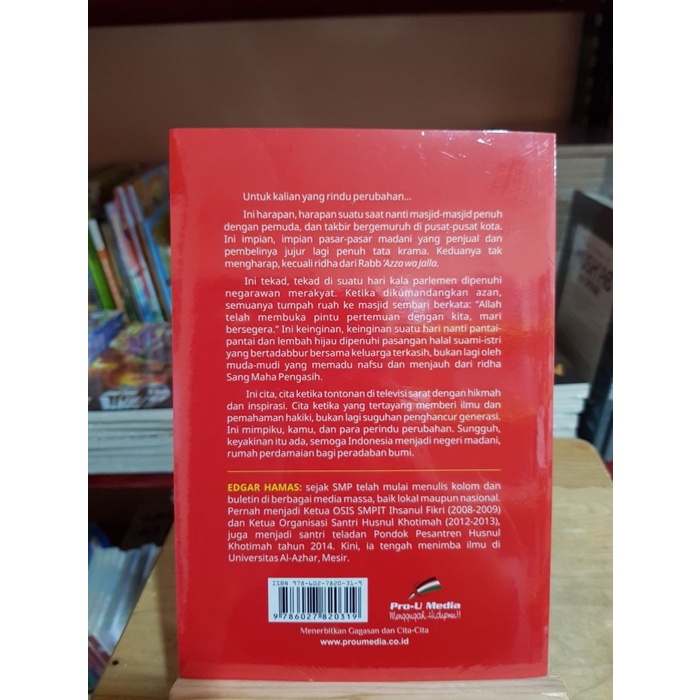 Untuk kalian yang rindu perubahan...
Ini harapan, harapan suatu saat nanti masjid-masjid penuh
dengan pemuda, dan takbir bergemuruh di pusat-pusat kota.
Ini impian, impian pasar-pasar madani yang penjual dan
pembelinya jujur lagi penuh tata krama. Keduanya tak
mengharap, kecuali ridha dari Rabb 'Azza wa Jalla.
Ini tekad, tekad di suatu hari kala parlemen dipenuhi
negarawan merakyat. Ketika dikumandangkan azan,
semuanya tumpah ruah ke masjid sembari berkata: "Allah
telah membuka pintu pertemuan dengan kita, mari
bersegera." Ini keinginan, keinginan suatu hari nanti pantai-
pantai dan lembah hijau dipenuhi pasangan halal suami-istri
yang bertadabbur bersama keluarga terkasih, bukan lagi oleh
muda-mudi yang memadu nafsu dan menjauh dari ridha
Sang Maha Pengasih.
Ini cita, cita ketika tontonan di televisi sarat dengan hikmah
dan inspirasi. Cita ketika yang tertayang memberi ilmu dan
pemahaman hakiki, bukan lagi suguhan penghancur generasi.
Ini mimpiku, kamu, dan para perindu perubahan. Sungguh,
keyakinan itu ada, semoga Indonesia menjadi negeri madani,
rumah perdamaian bagi peradaban bumi.
EDGAR HAMAS: sejak SMP telah mulai menulis kolom dan
buletin di berbagai media massa, baik lokal maupun nasional.
Pernah menjadi Ketua OSIS SMPIT Ihsanul Fikri (2008-2009)
dan Ketua Organisasi Santri Husnul Khotimah (2012-2013),
juga menjadi santri teladan Pondok Pesantren Husnul
Khotimah tahun 2014. Kini, ia tengah menimba ilmu di
Universitas Al-Azhar, Mesir.
ISBN 978-602-7820-31-9
9 786027 820319
Pro-U Media
Menggugah Hidupmu!!
Menerbitkan Gagasan dan Cita-Cita
www.proumedia.co.id